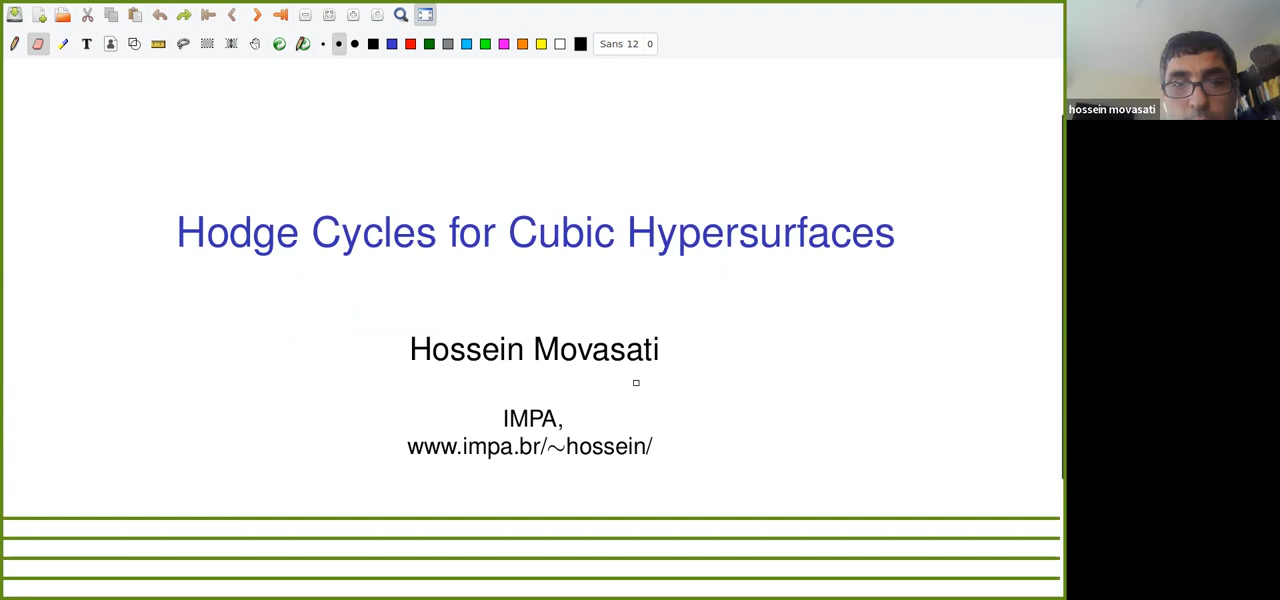 T
Sans 12 0
hossein movasati
Hodge Cycles for Cubic Hypersurfaces
Hossein Movasati
IMPA,
www.impa.br/~hossein/